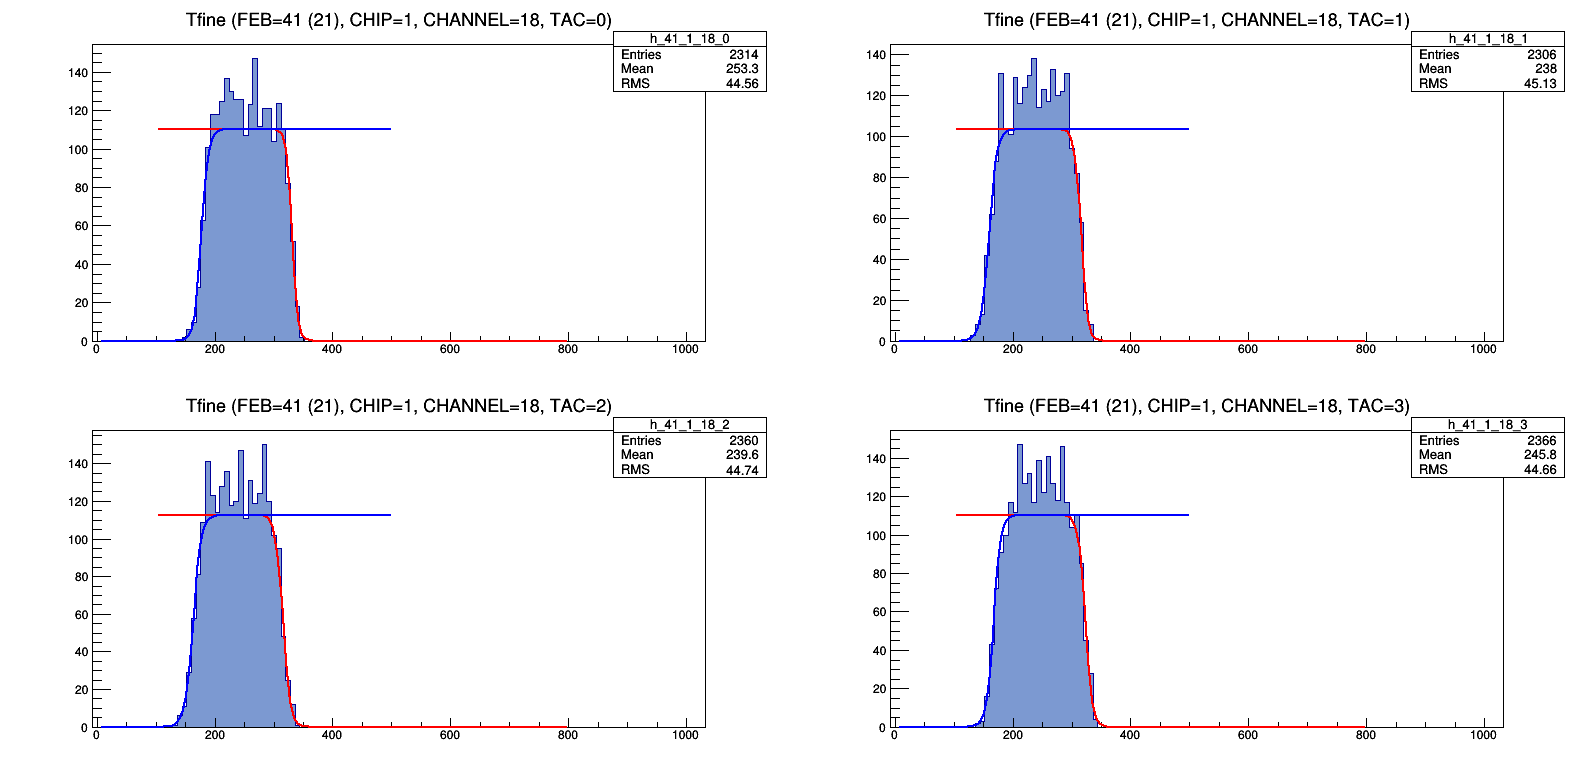 Tfine (FEB=41 (21), CHIP=1, CHANNEL=18, TAC=0)
h_41_1_18_0
Entries 2314
Mean 253.3
RMS 44.56
140
120
100
80
60
40
20
0
0 200 400 600 800 1000
Tfine (FEB=41 (21), CHIP=1, CHANNEL=18, TAC=1)
h_41_1_18_1
Entries 2306
Mean 238
RMS 45.13
140
120
100
80
60
40
20
0
0 200 400 600 800 1000
Tfine (FEB=41 (21), CHIP=1, CHANNEL=18, TAC=2)
h_41_1_18_2
Entries 2360
Mean 239.6
RMS 44.74
140
120
100
80
60
40
20
0
0 200 400 600 800 1000
Tfine (FEB=41 (21), CHIP=1, CHANNEL=18, TAC=3)
h_41_1_18_3
Entries 2366
Mean 245.8
RMS 44.66
140
120
100
80
60
40
20
0
0 200 400 600 800 1000